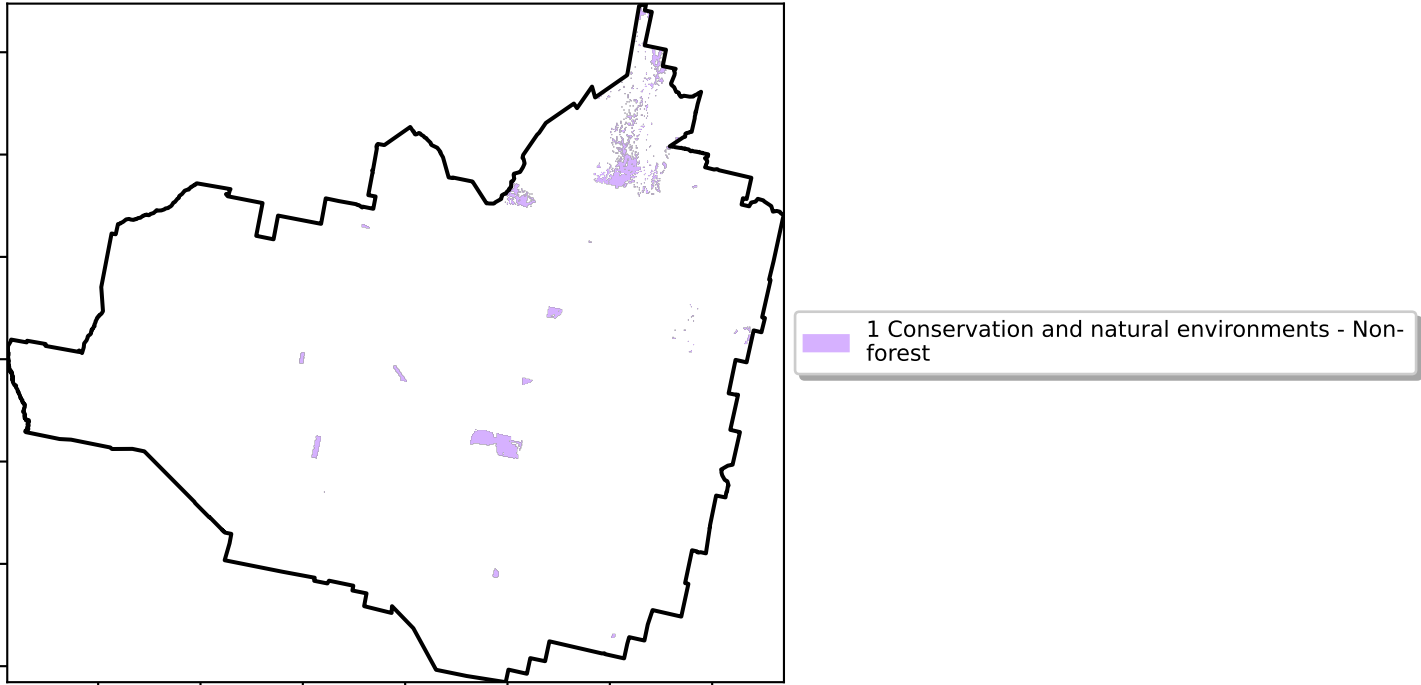 1 Conservation and natural environments - Non-
forest